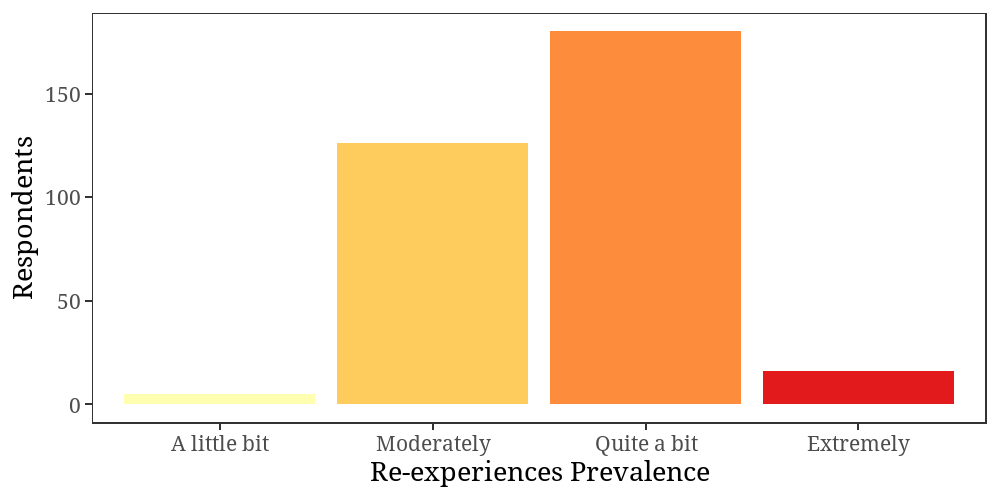 150
100
50
0
Respondents
A little bit
Moderately
Quite a bit
Extremely
Re-experiences Prevalence